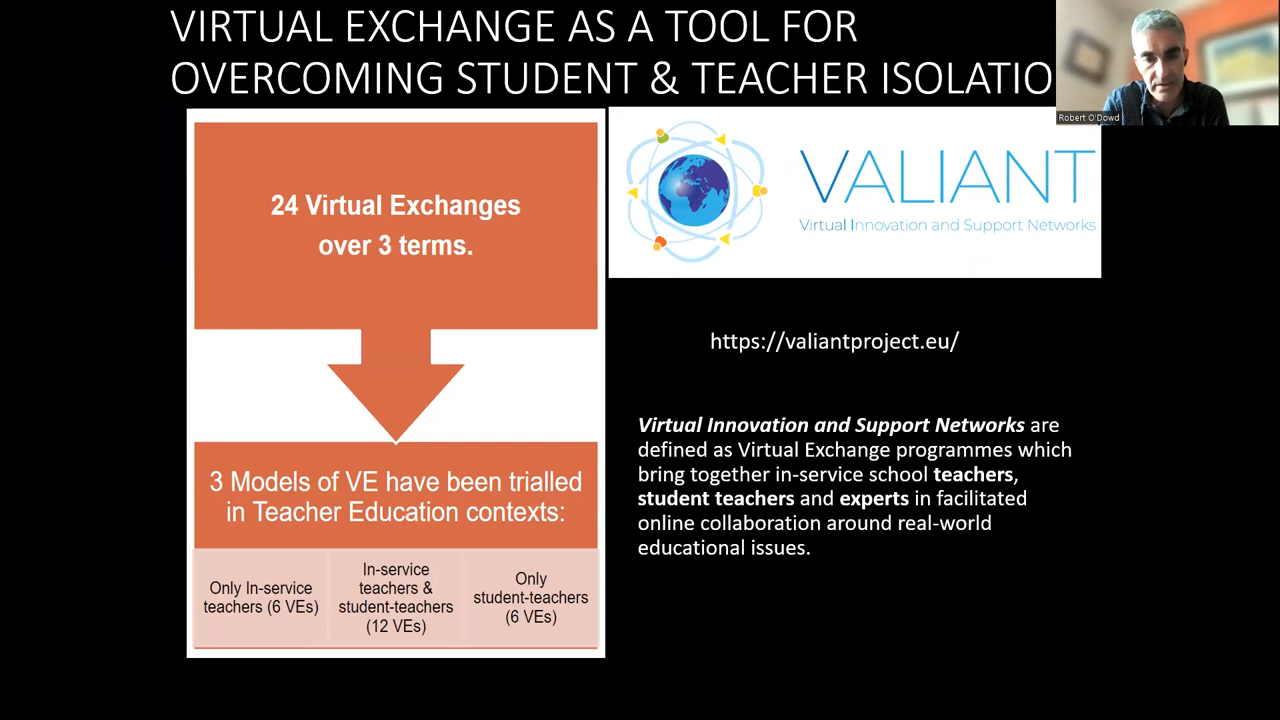 VIRTUAL EXCHANGE AS A TOOL FOR
OVERCOMING STUDENT & TEACHER ISOLATIO
Robert O'Dowd
24 Virtual Exchanges
over 3 terms.
3 Models of VE have been trialled
in Teacher Education contexts:
Only In-service
teachers (6 VEs)
In-service
teachers &
student-teachers
(12 VEs)
Only
student-teachers
(6 VEs)
VALIANT
Virtual Innovation and Support Networks
https://valiantproject.eu/
Virtual Innovation and Support Networks are
defined as Virtual Exchange programmes which
bring together in-service school teachers,
student teachers and experts in facilitated
online collaboration around real-world
educational issues.